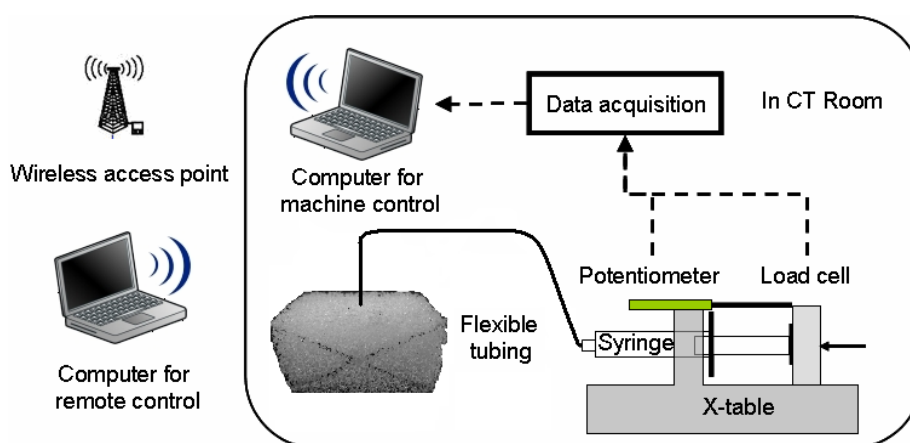 Data acquisition
In CT Room
Wireless access point
Computer for
machine control
Potentiometer
Load cell
Flexible
tubing
Syringe
Computer for
remote control
X-table